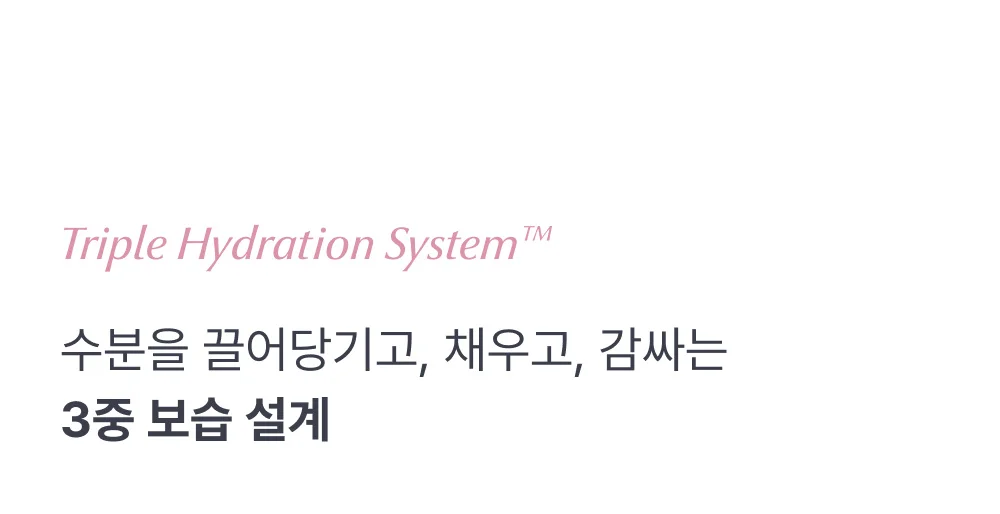 Triple Hydration System™
수분을 끌어당기고, 채우고, 감싸는
3중 보습 설계